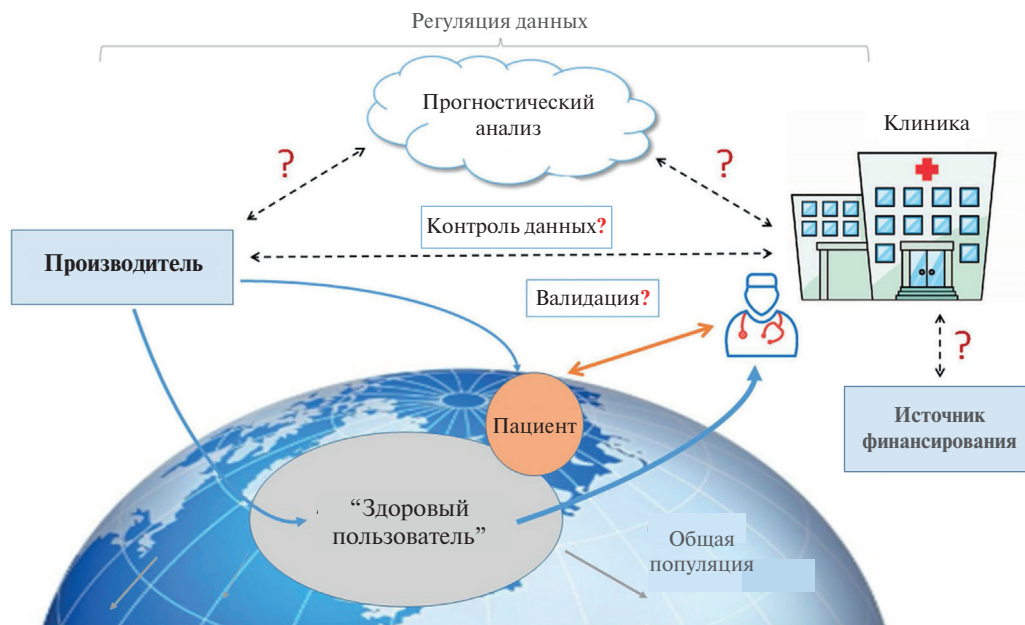 Регуляция данных
Прогностический
анализ
Клиника
?
?
Контроль данных?
Производитель
Валидация?
?
Источник
финансирования
Пациент
“Здоровый
пользователь”
Общая
популяция